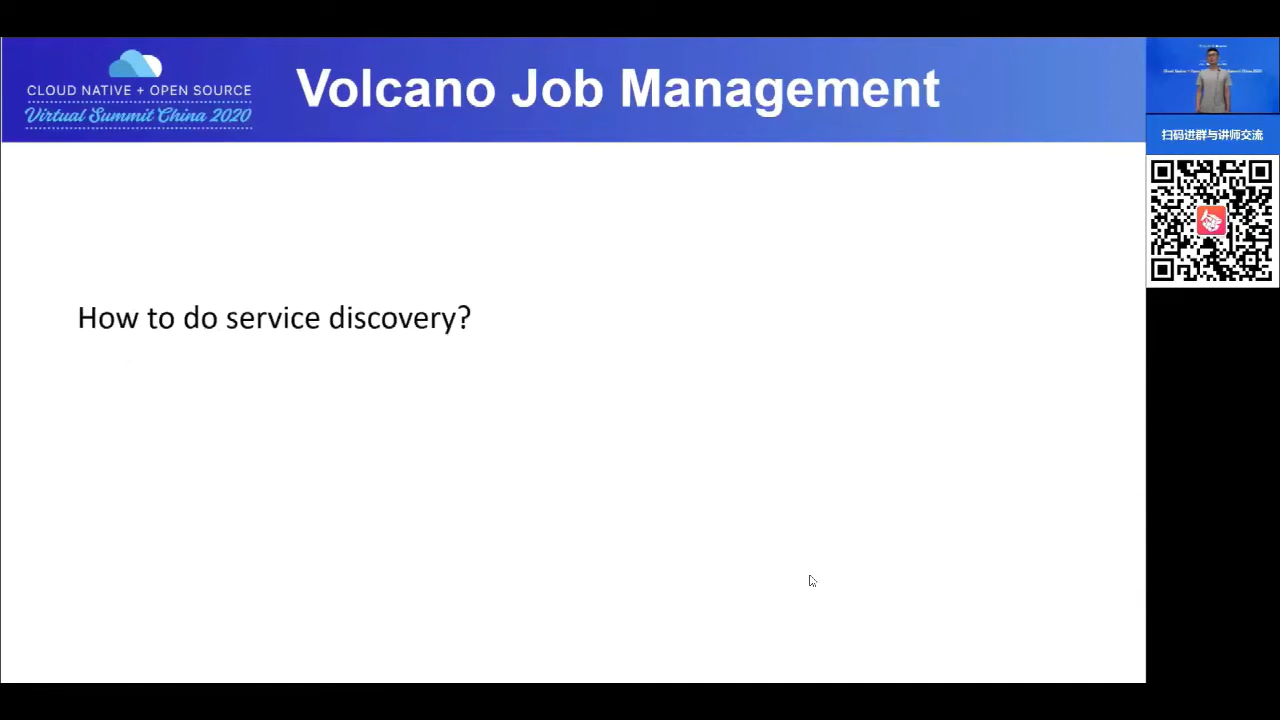 CLOUD NATIVE + OPEN SOURCE
Virtual Summit China 2020
Volcano Job Management
扫码进群与讲师交流
How to do service discovery?